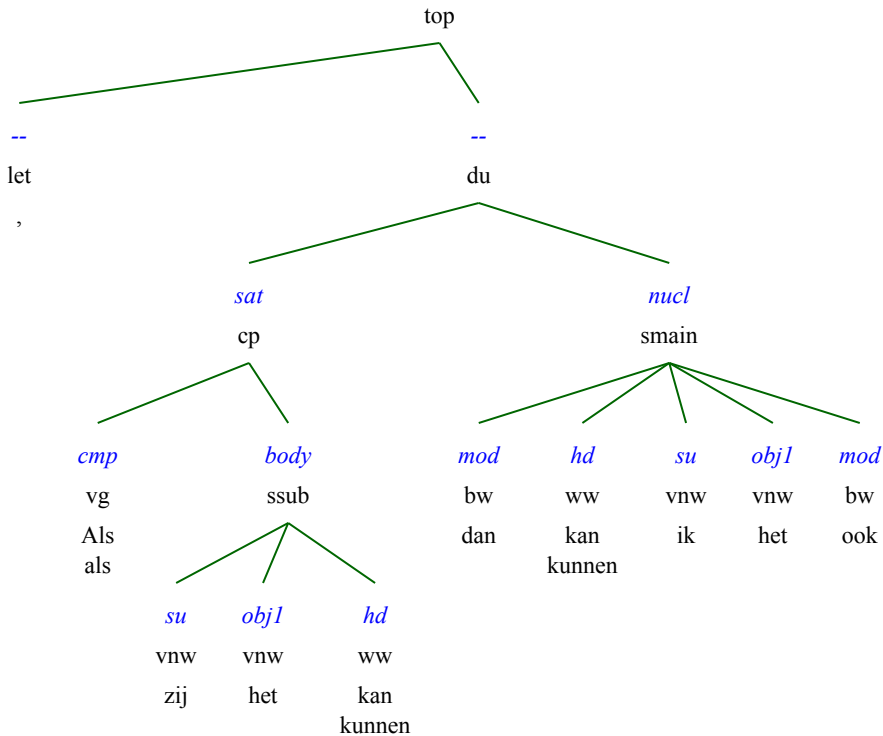 top
-- --
let du
,
sat nucl
cp smain
cmp body mod hd su obj1 mod
vg ssub bw ww vnw vnw bw
Als dan kan ik het ook
als kunnen
su obj1 hd
vnw vnw ww
zij het kan
kunnen